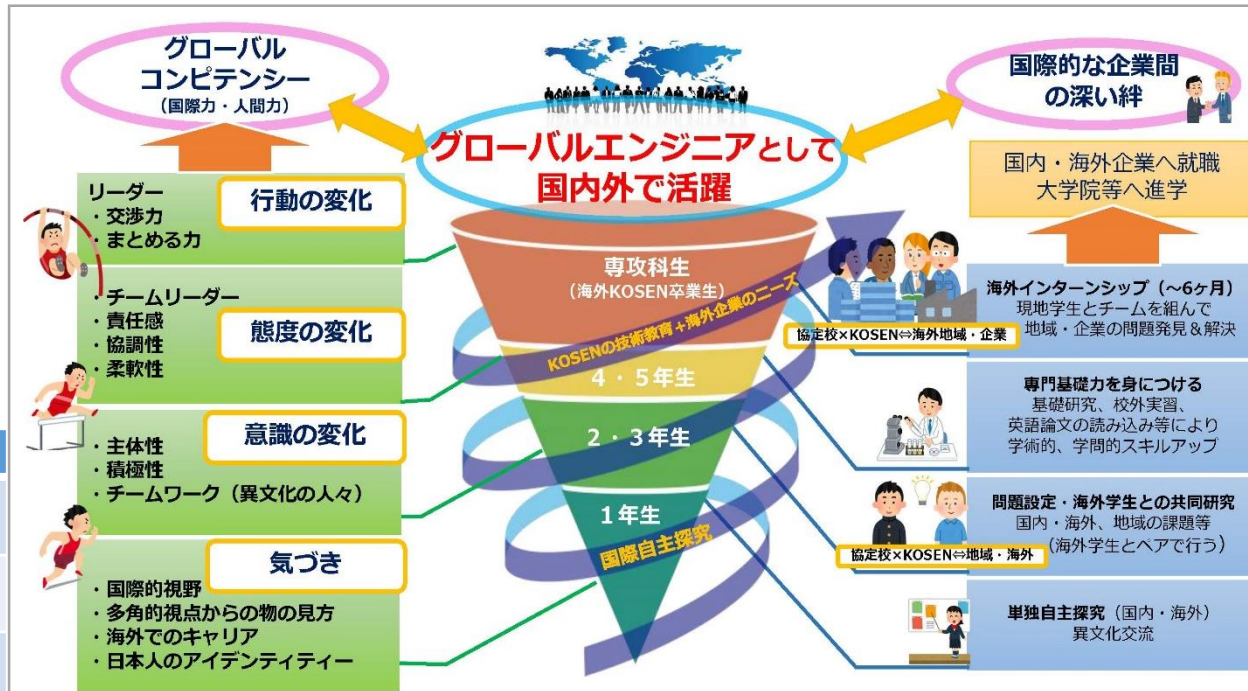 グローバル
コンピテンシー
（国際力・人間力）
グローバルエンジニアとして
国内外で活躍
国際的な企業間
の深い絆
国内・海外企業へ就職
大学院等へ進学
リーダー
・交渉力
・まとめる力
行動の変化
・チームリーダー
・責任感
・協調性
・柔軟性
態度の変化
・主体性
・積極性
・チームワーク（異文化の人々）
意識の変化
気づき
・国際的視野
・多角的視点からの物の見方
・海外でのキャリア
・日本人のアイデンティティー
専攻科生
（海外KOSEN卒業生）
KOSENの技術教育＋海外企業のニーズ
４・５年生
２・３年生
１年生
国際自主探究
海外インターンシップ（～6ヶ月）
現地学生とチームを組んで
地域・企業の問題発見＆解決
協定校×KOSEN⇔海外地域・企業
専門基礎力を身につける
基礎研究、校外実習、
英語論文の読み込み等により
学術的、学問的スキルアップ
問題設定・海外学生との共同研究
国内・海外、地域の課題等
（海外学生とペアで行う）
協定校×KOSEN⇔地域・海外
単独自主探究（国内・海外）
異文化交流